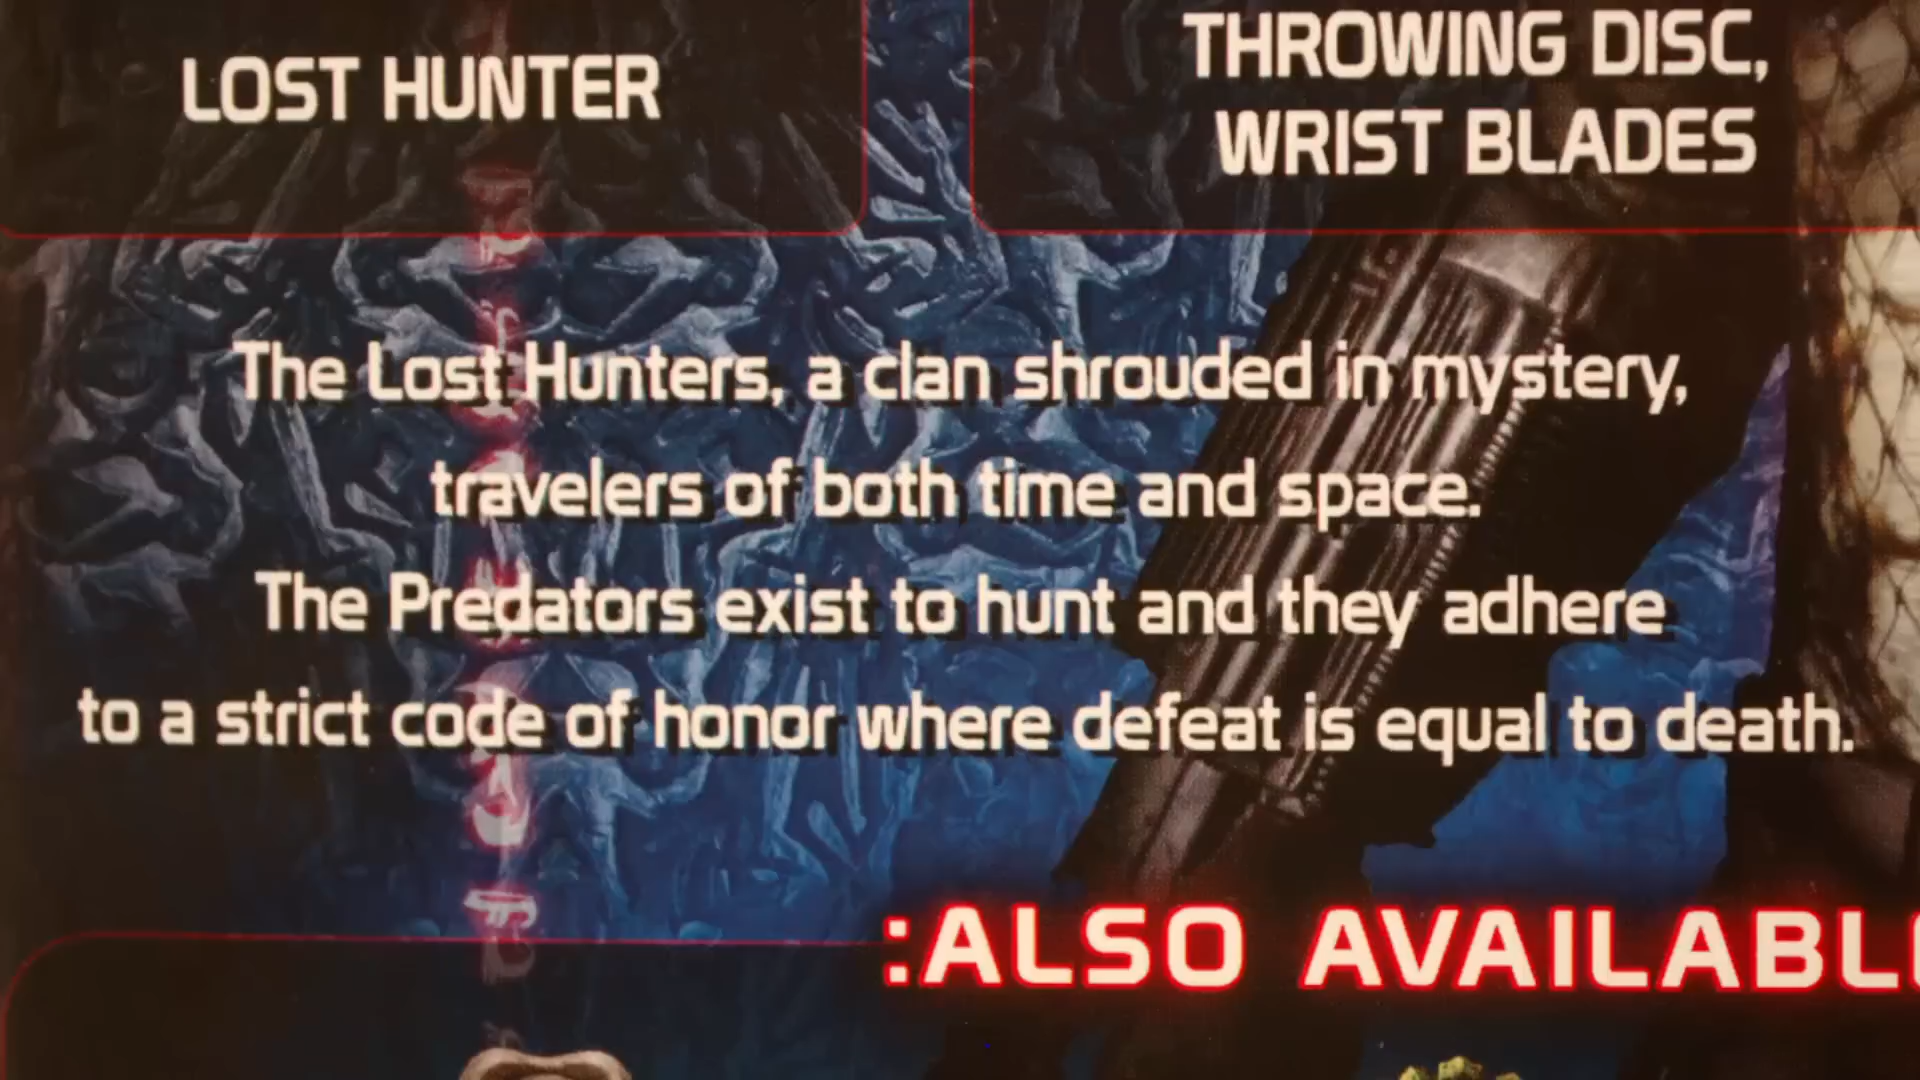 LOST HUNTER
THROWING DISC,
WRIST BLADES
The Lost Hunters, a clan shrouded in mystery,
travelers of both time and space.
The Predators exist to hunt and they adhere
to a strict code of honor where defeat is equal to death.
:ALSO AVAILABL